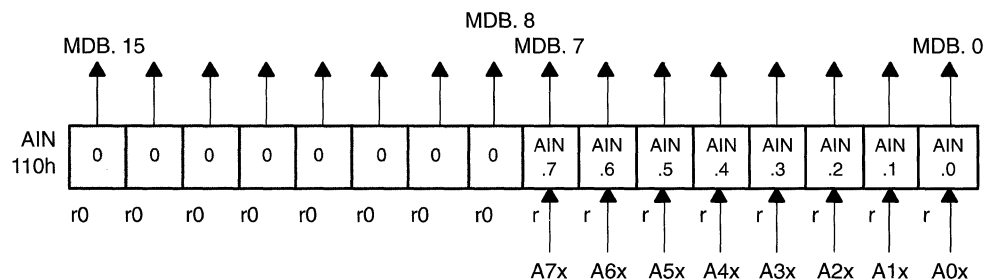 MDB. 8
MDB. 15 MDB. 7 MDB. 0
AIN 110h 0 0 0 0 0 0 0 0 AIN .7 AIN .6 AIN .5 AIN .4 AIN .3 AIN .2 AIN .1 AIN .0
r0 r0 r0 r0 r0 r0 r0 r0 r r r r r r r r
A7x A6x A5x A4x A3x A2x A1x A0x